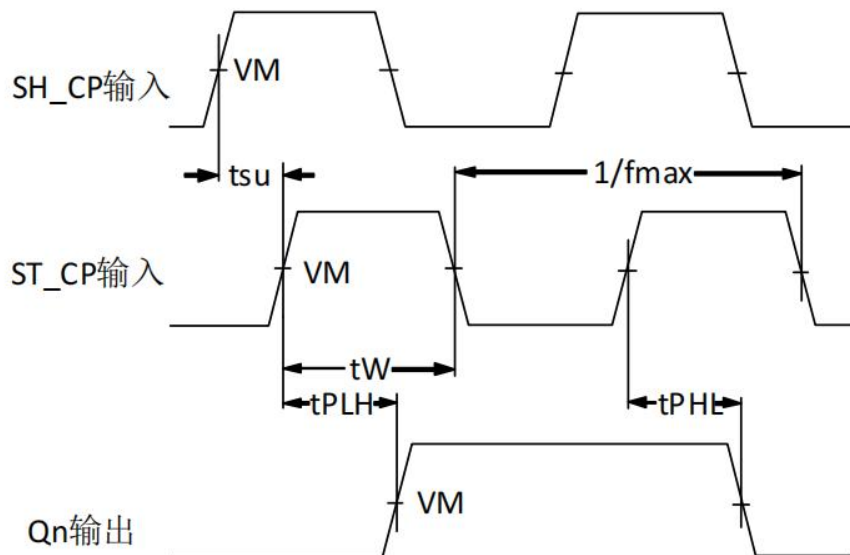 SH_CP输入
VM
tsu
1/fmax
ST_CP输入
VM
tW
tPLH
tPHL
Qn输出
VM